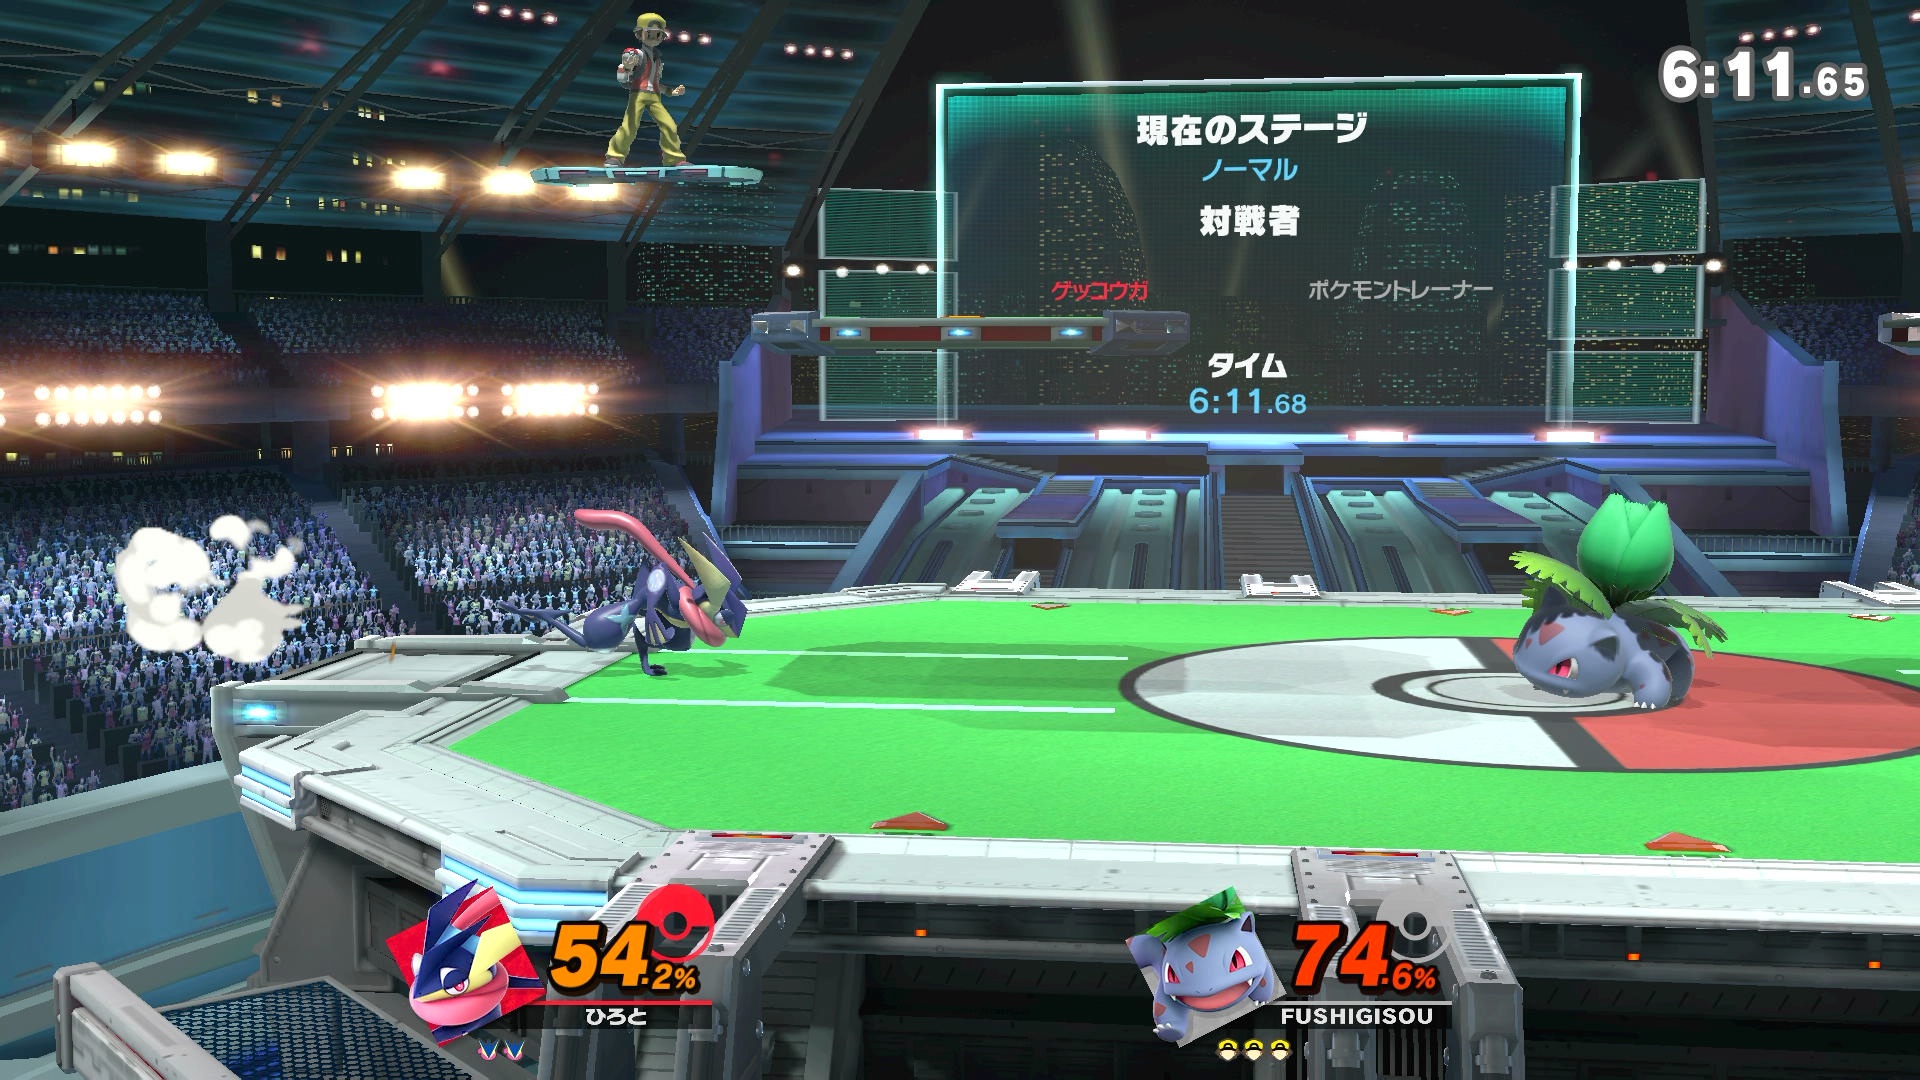 6:11.65
現在のステージ
ノーマル
対戦者
ゲッコウガ
ポケモントレーナー
タイム
6:11.68
54.2%
ひろと
74.6%
FUSHIGISOU